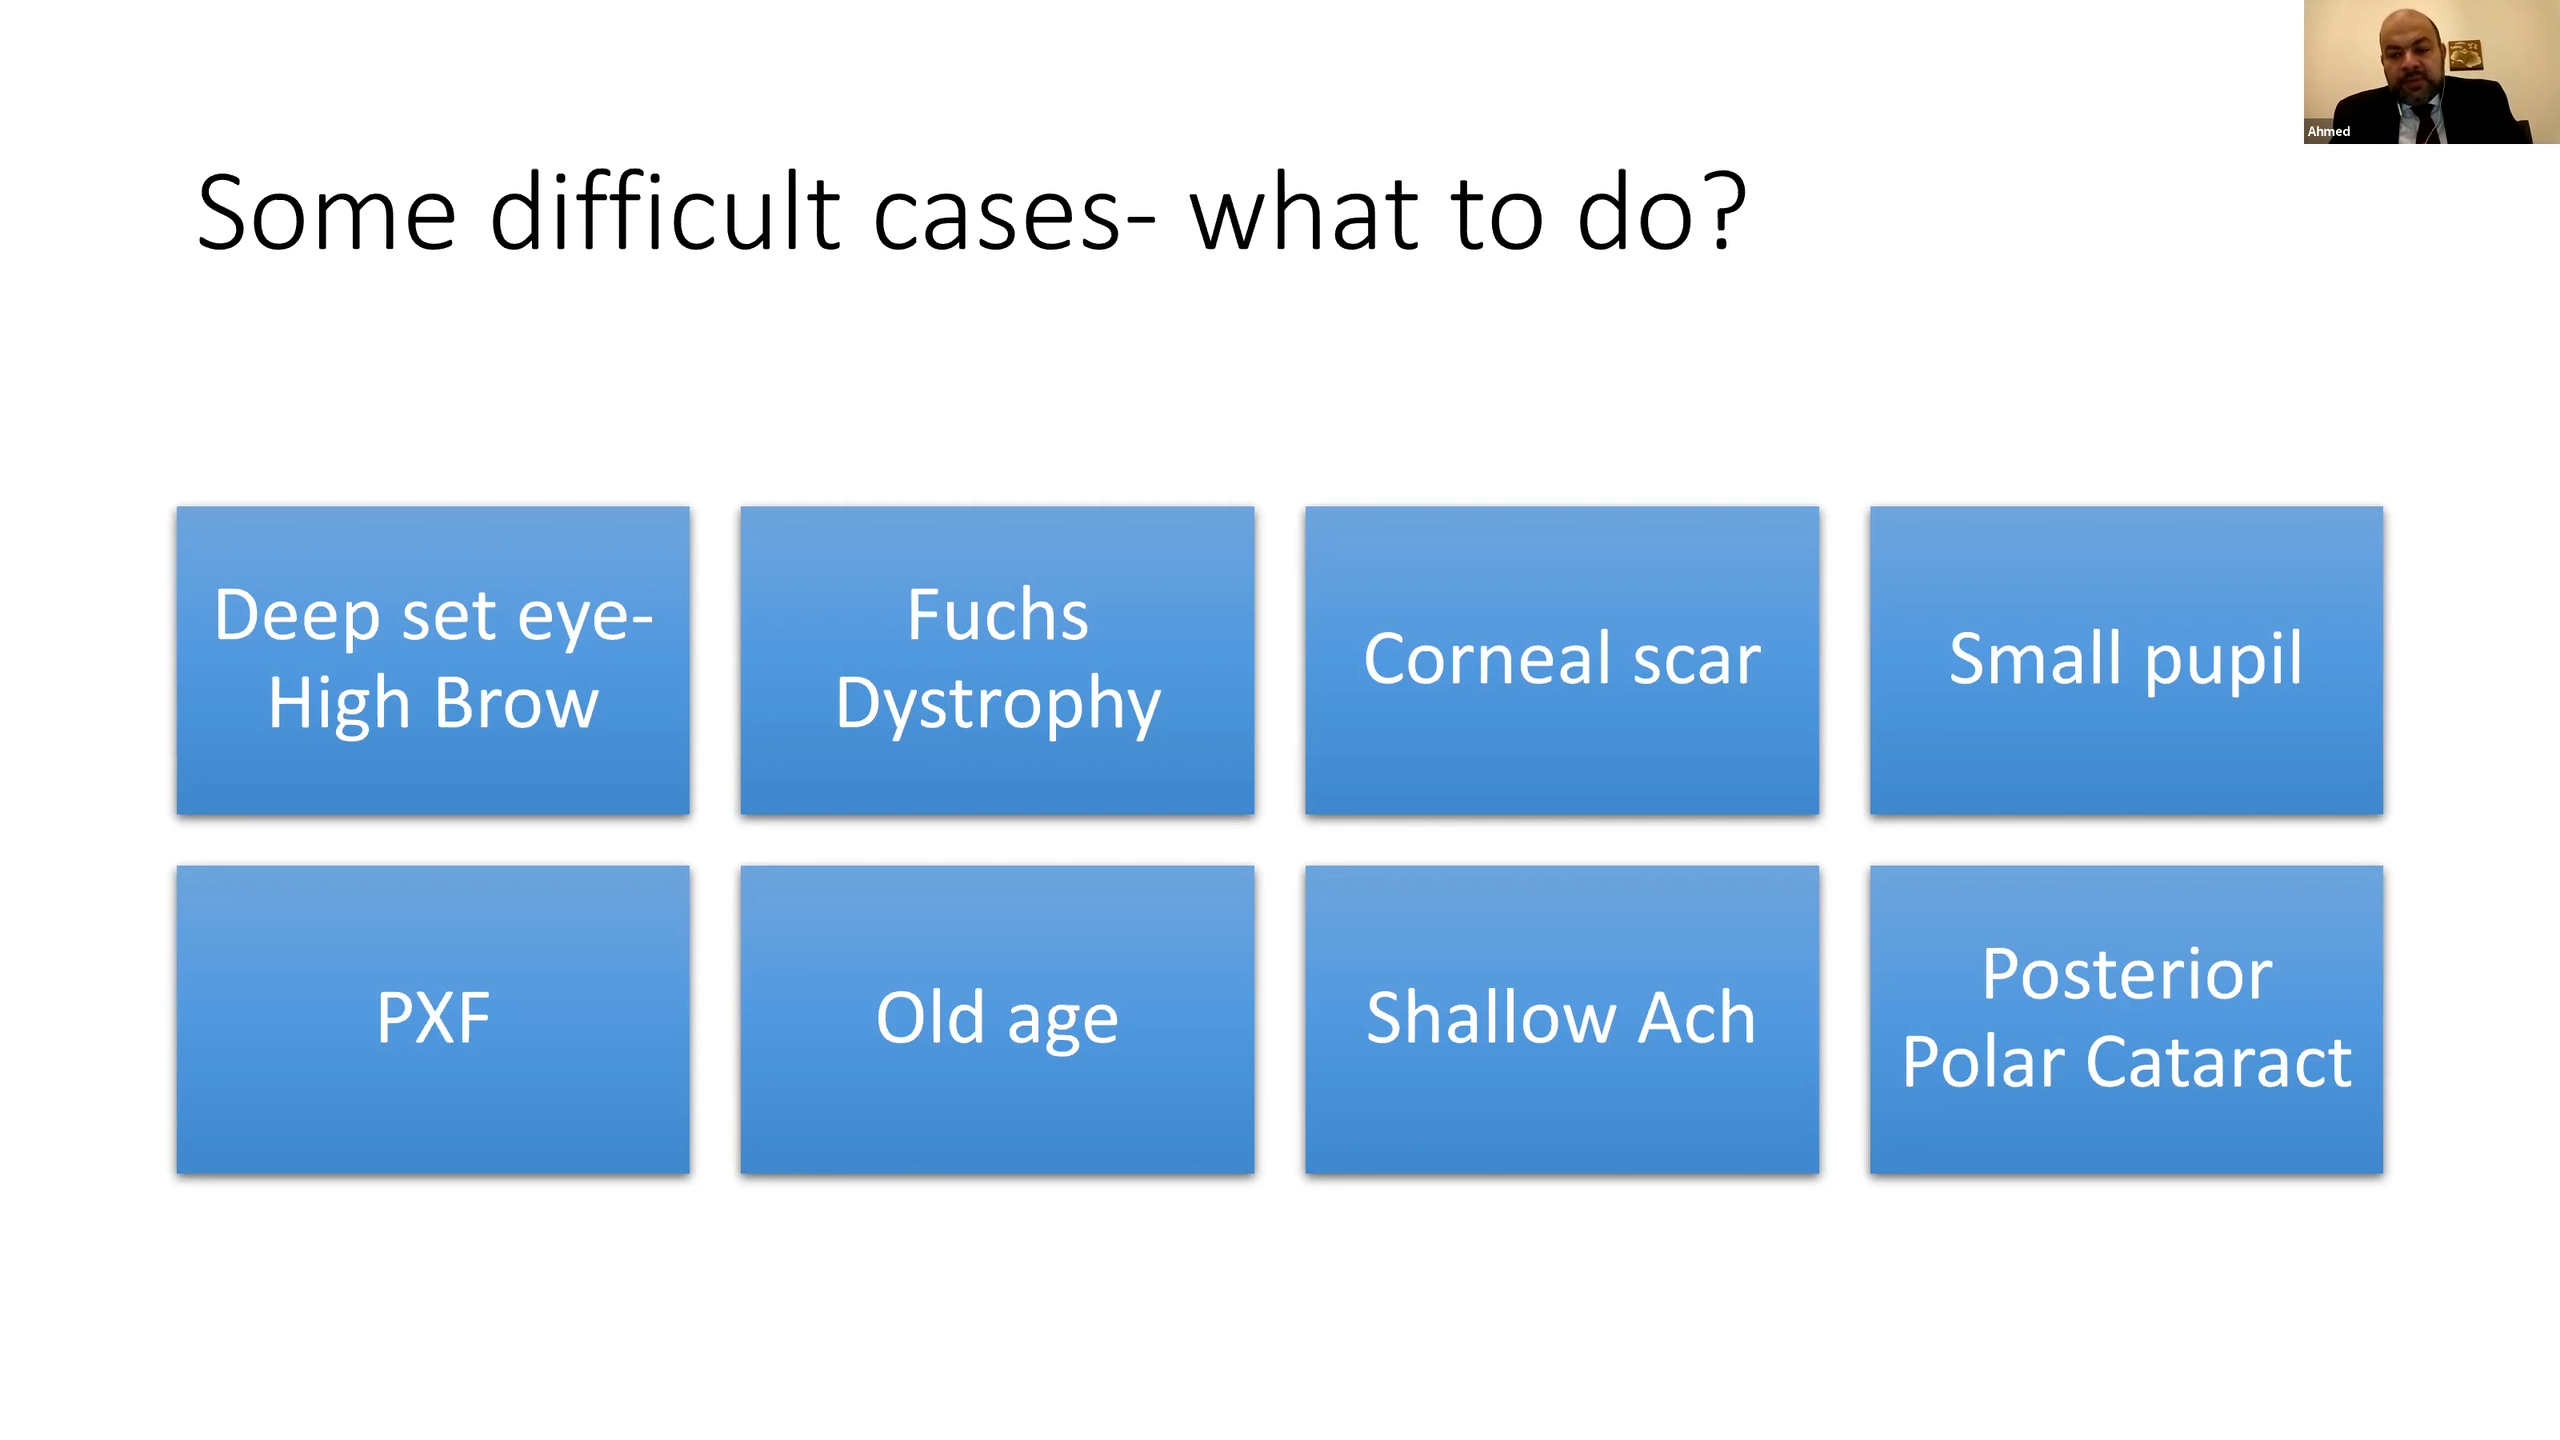 Ahmed
Some difficult cases- what to do?
Deep set eye-
High Brow
Fuchs
Dystrophy
Corneal scar
Small pupil
PXF
Old age
Shallow Ach
Posterior
Polar Cataract